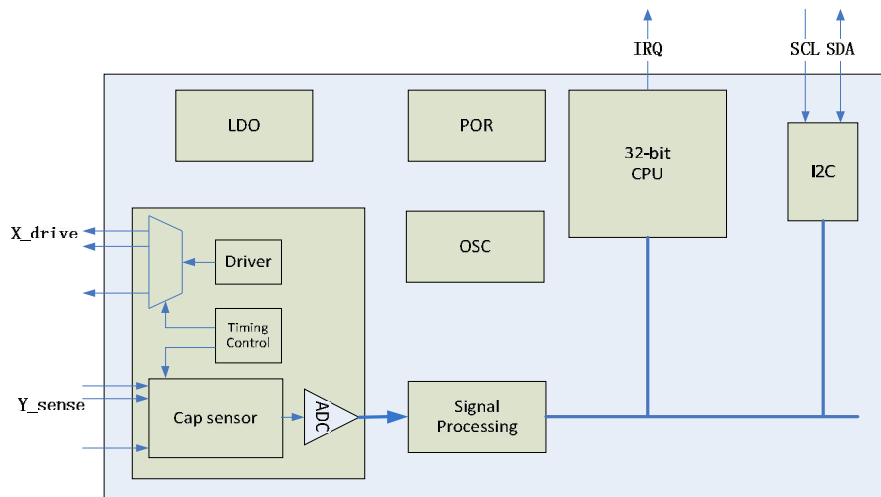 IRQ
SCL SDA
LDO
POR
32-bit
CPU
I2C
X_drive
Driver
OSC
Timing
Control
Y_sense
Cap sensor
ADC
Signal
Processing